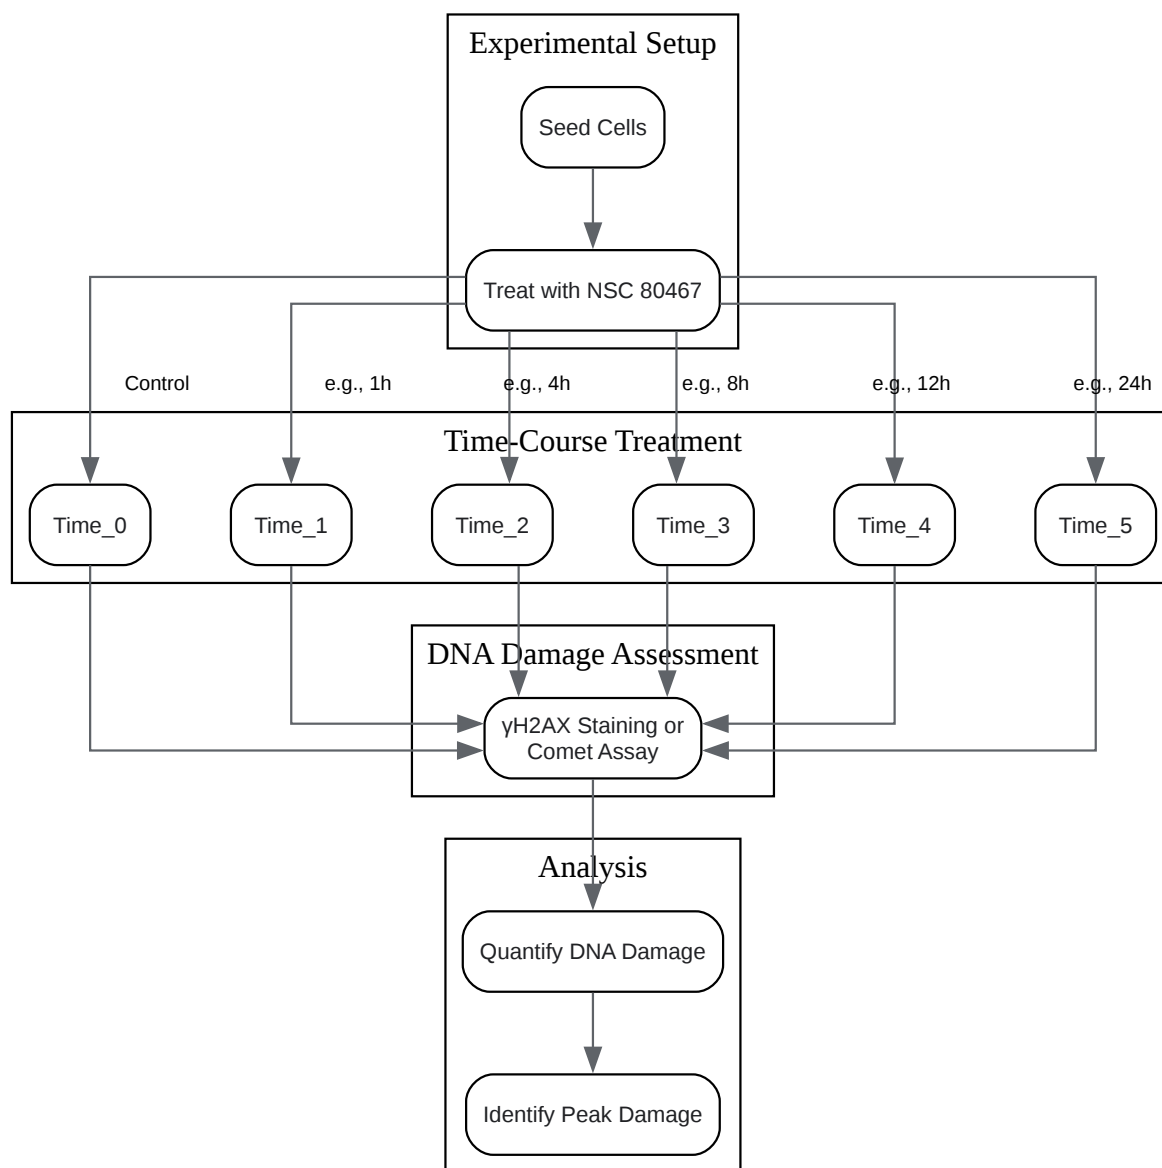 Experimental Setup
Seed Cells
Treat with NSC 80467
Control
e.g., 1h
e.g., 4h
e.g., 8h
e.g., 12h
e.g., 24h
Time-Course Treatment
Time_0
Time_1
Time_2
Time_3
Time_4
Time_5
DNA Damage Assessment
γH2AX Staining or
Comet Assay
Analysis
Quantify DNA Damage
Identify Peak Damage